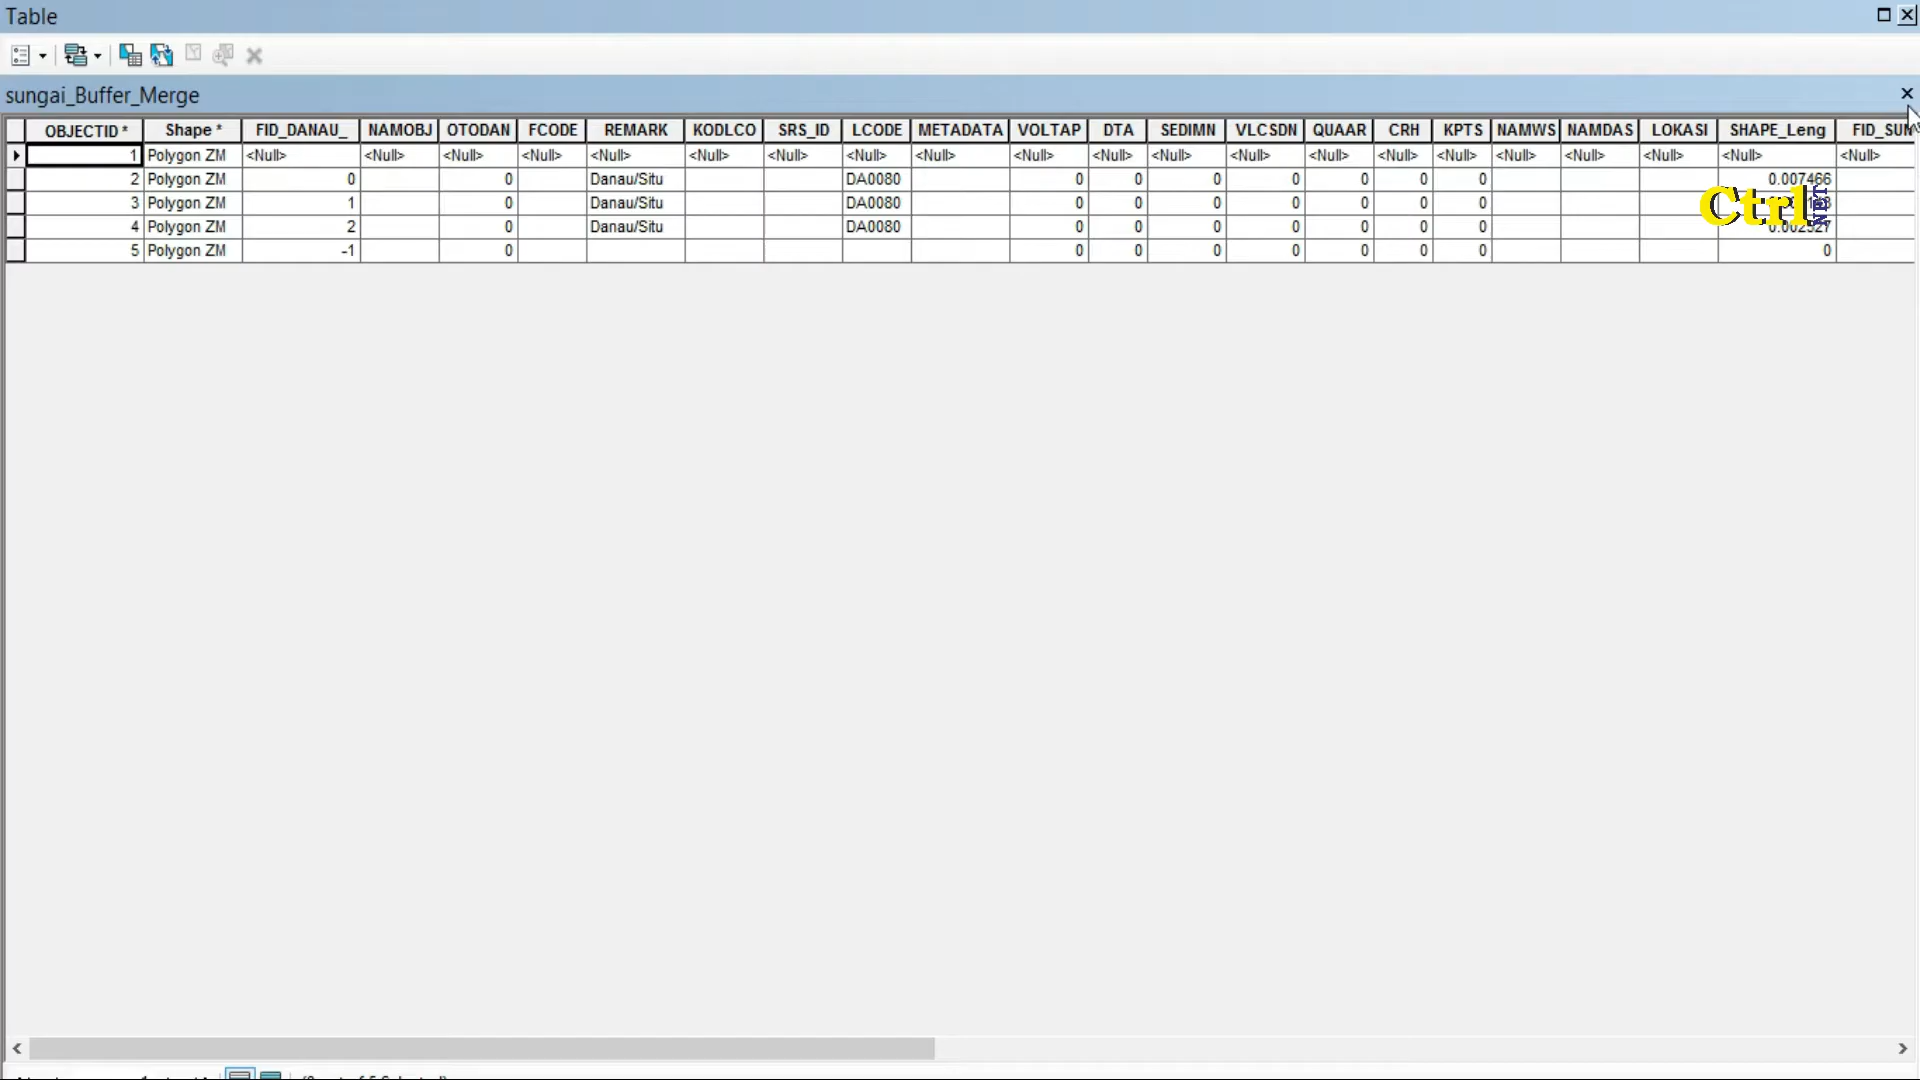 Table
sungai_Buffer_Merge
OBJECTID * Shape * FID_DANAU_ NAMOBJ OTODAN FCODE REMARK KODLCO SRS_ID LCODE METADATA VOLTAP DTA SEDIMN VLCSDN QUAAR CRH KPTS NAMWS NAMDAS LOKASI SHAPE_Leng
1 Polygon ZM <Null> <Null> <Null> <Null> <Null> <Null> <Null> <Null> <Null> <Null> <Null> <Null> <Null> <Null> <Null> <Null> <Null> <Null> <Null> <Null> <Null>
2 Polygon ZM 0 0 Danau/Situ DA0080 0 0 0 0 0 0 0 0.007466
3 Polygon ZM 1 0 Danau/Situ DA0080 0 0 0 0 0 0 0
4 Polygon ZM 2 0 Danau/Situ DA0080 0 0 0 0 0 0 0
5 Polygon ZM -1 0 0 0 0 0 0 0 0 0
Ctrl NET